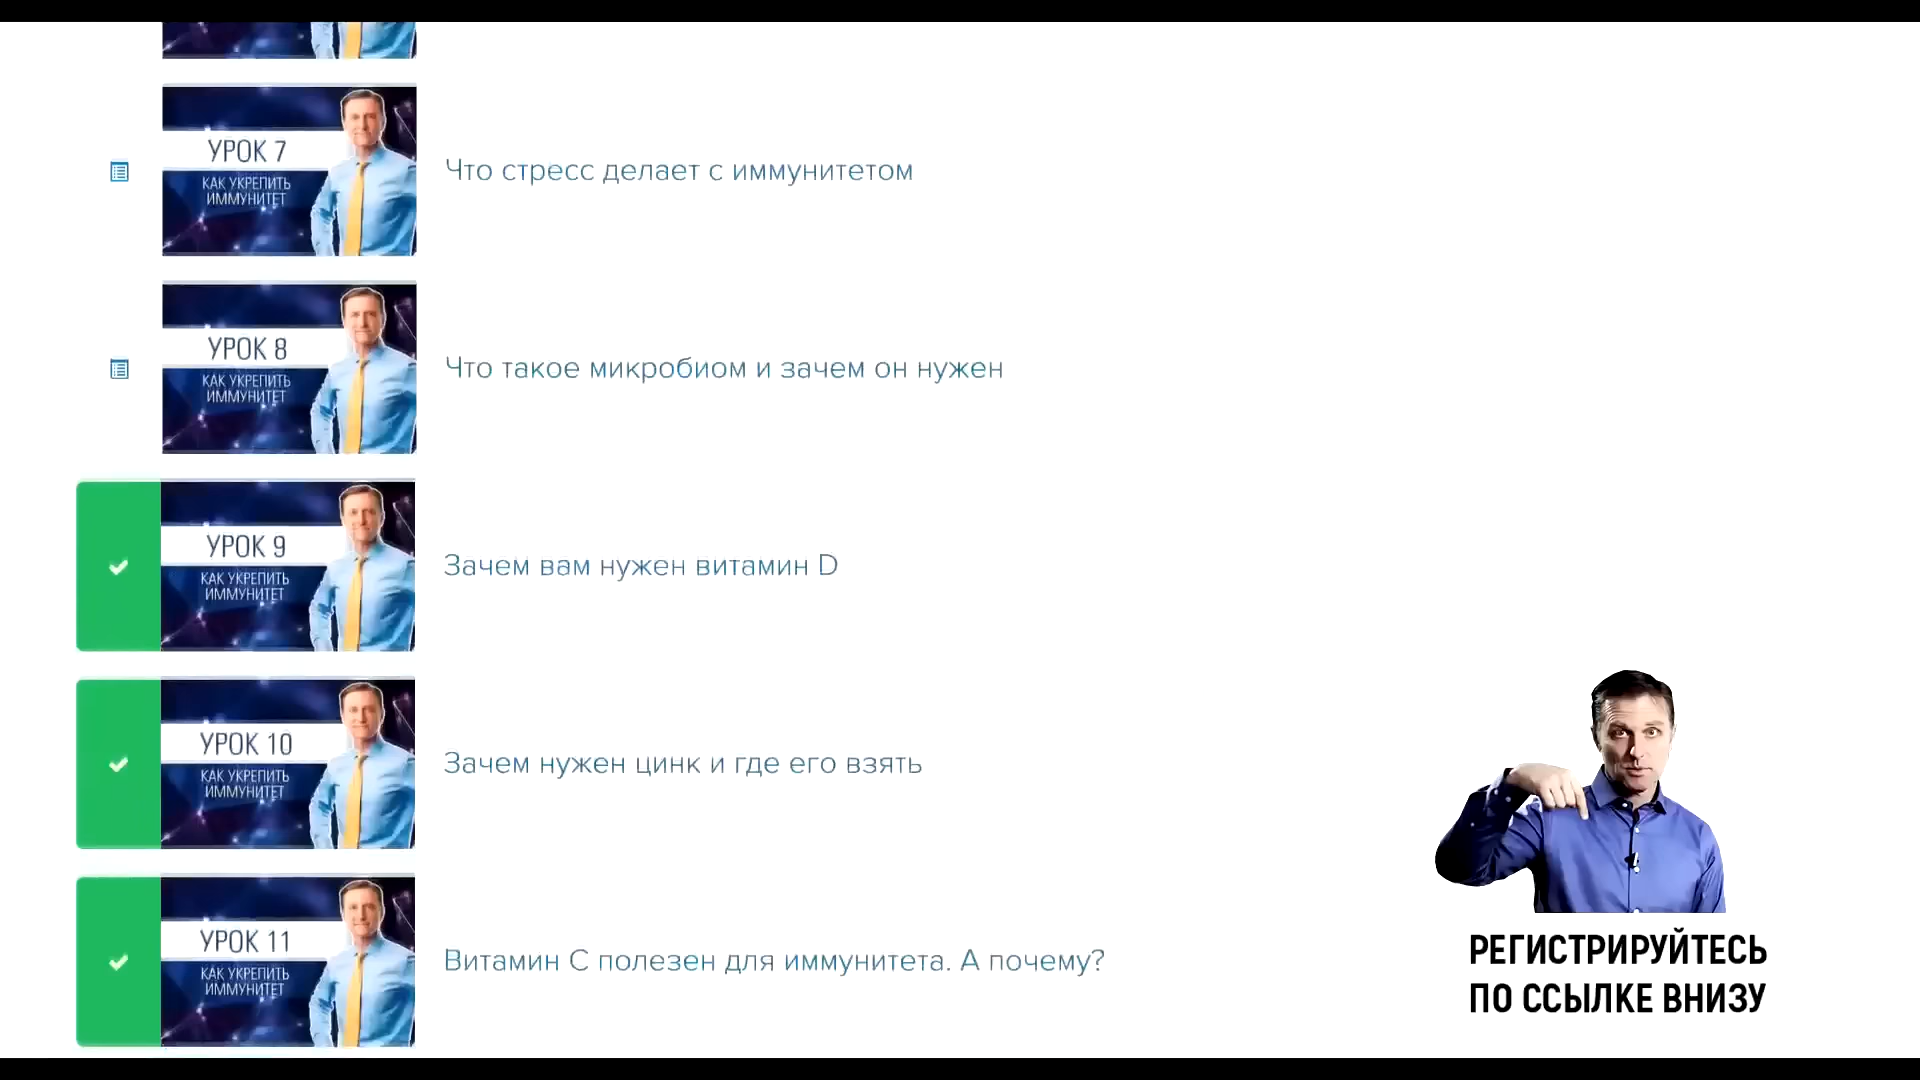 УРОК 7
КАК УКРЕПИТЬ
ИММУНИТЕТ
Что стресс делает с иммунитетом
УРОК 8
КАК УКРЕПИТЬ
ИММУНИТЕТ
Что такое микробиом и зачем он нужен
УРОК 9
КАК УКРЕПИТЬ
ИММУНИТЕТ
Зачем вам нужен витамин D
УРОК 10
КАК УКРЕПИТЬ
ИММУНИТЕТ
Зачем нужен цинк и где его взять
УРОК 11
КАК УКРЕПИТЬ
ИММУНИТЕТ
Витамин С полезен для иммунитета. А почему?
РЕГИСТРИРУЙТЕСЬ
ПО ССЫЛКЕ ВНИЗУ